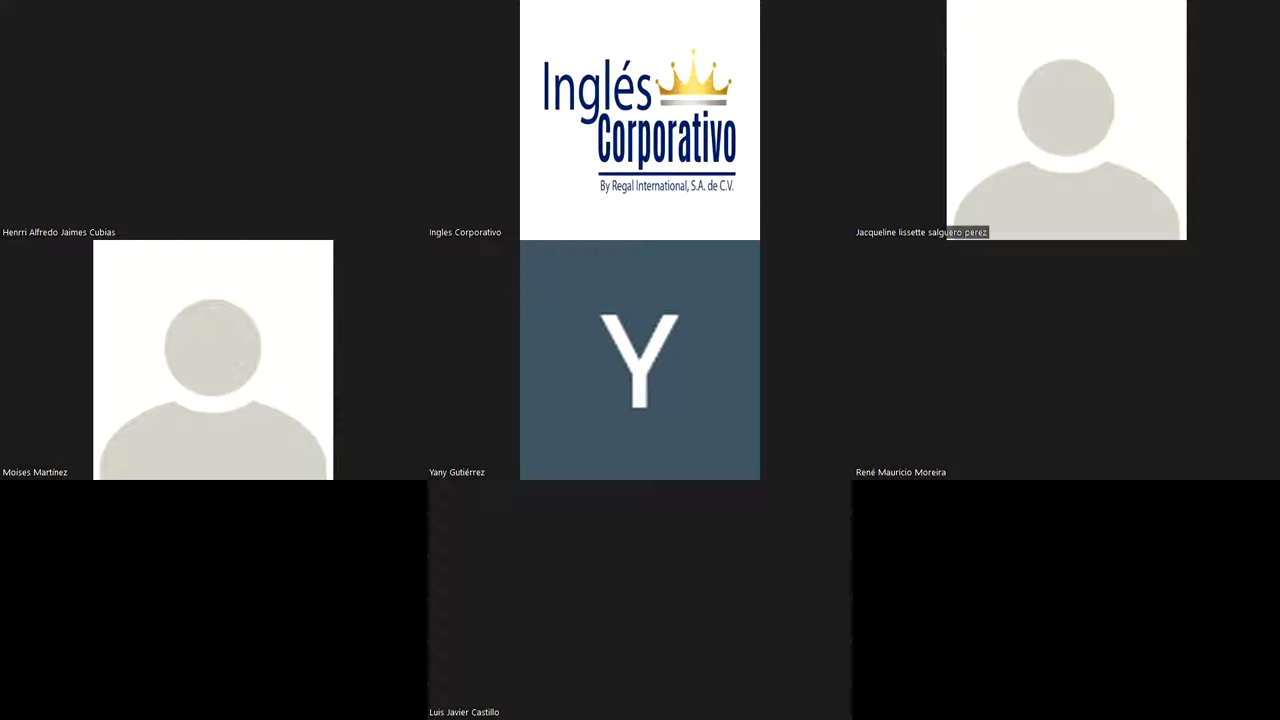 Inglés
Corporativo
By Regal International, S.A. de C.V.
Henrri Alfredo Jaimes Cubias
Ingles Corporativo
Jacqueline lissette salguero perez
Y
Moises Martínez
Yany Gutiérrez
René Mauricio Moreira
Luis Javier Castillo